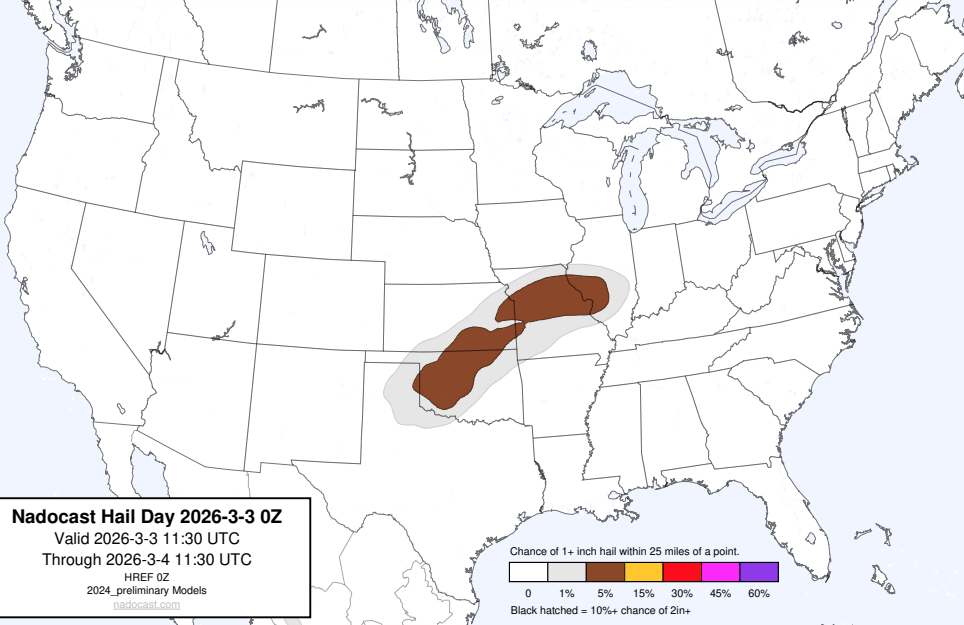 Nadocast Hail Day 2026-3-3 0Z
Valid 2026-3-3 11:30 UTC
Through 2026-3-4 11:30 UTC
HREF 0Z
2024_preliminary Models
nadocast.com
Chance of 1+ inch hail within 25 miles of a point.
0 1% 5% 15% 30% 45% 60%
Black hatched = 10%+ chance of 2in+